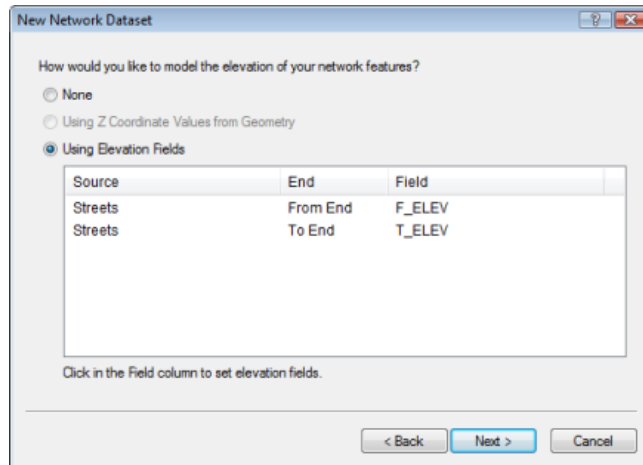 New Network Dataset
How would you like to model the elevation of your network features?
None
Using Z Coordinate Values from Geometry
Using Elevation Fields
Source End Field
Streets From End F_ELEV
Streets To End T_ELEV
Click in the Field column to set elevation fields.
< Back Next > Cancel